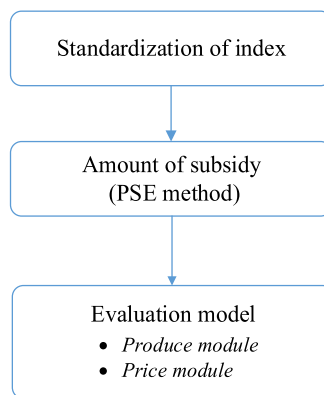 Standardization of index
Amount of subsidy
(PSE method)
Evaluation model
• Produce module
• Price module